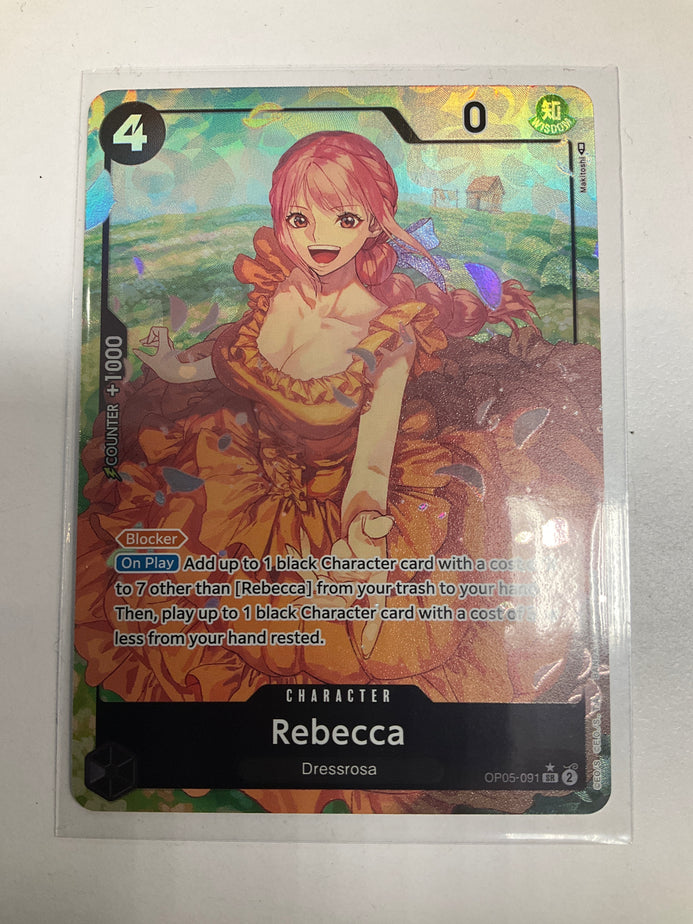 4
0
知
WISDOM
Makitoshi
COUNTER +1000
Blocker
On Play Add up to 1 black Character card with a cost
to 7 other than [Rebecca] from your trash to your hand
Then, play up to 1 black Character card with a cost of
less from your hand rested.
CHARACTER
Rebecca
Dressrosa
OP05-091 SR 2